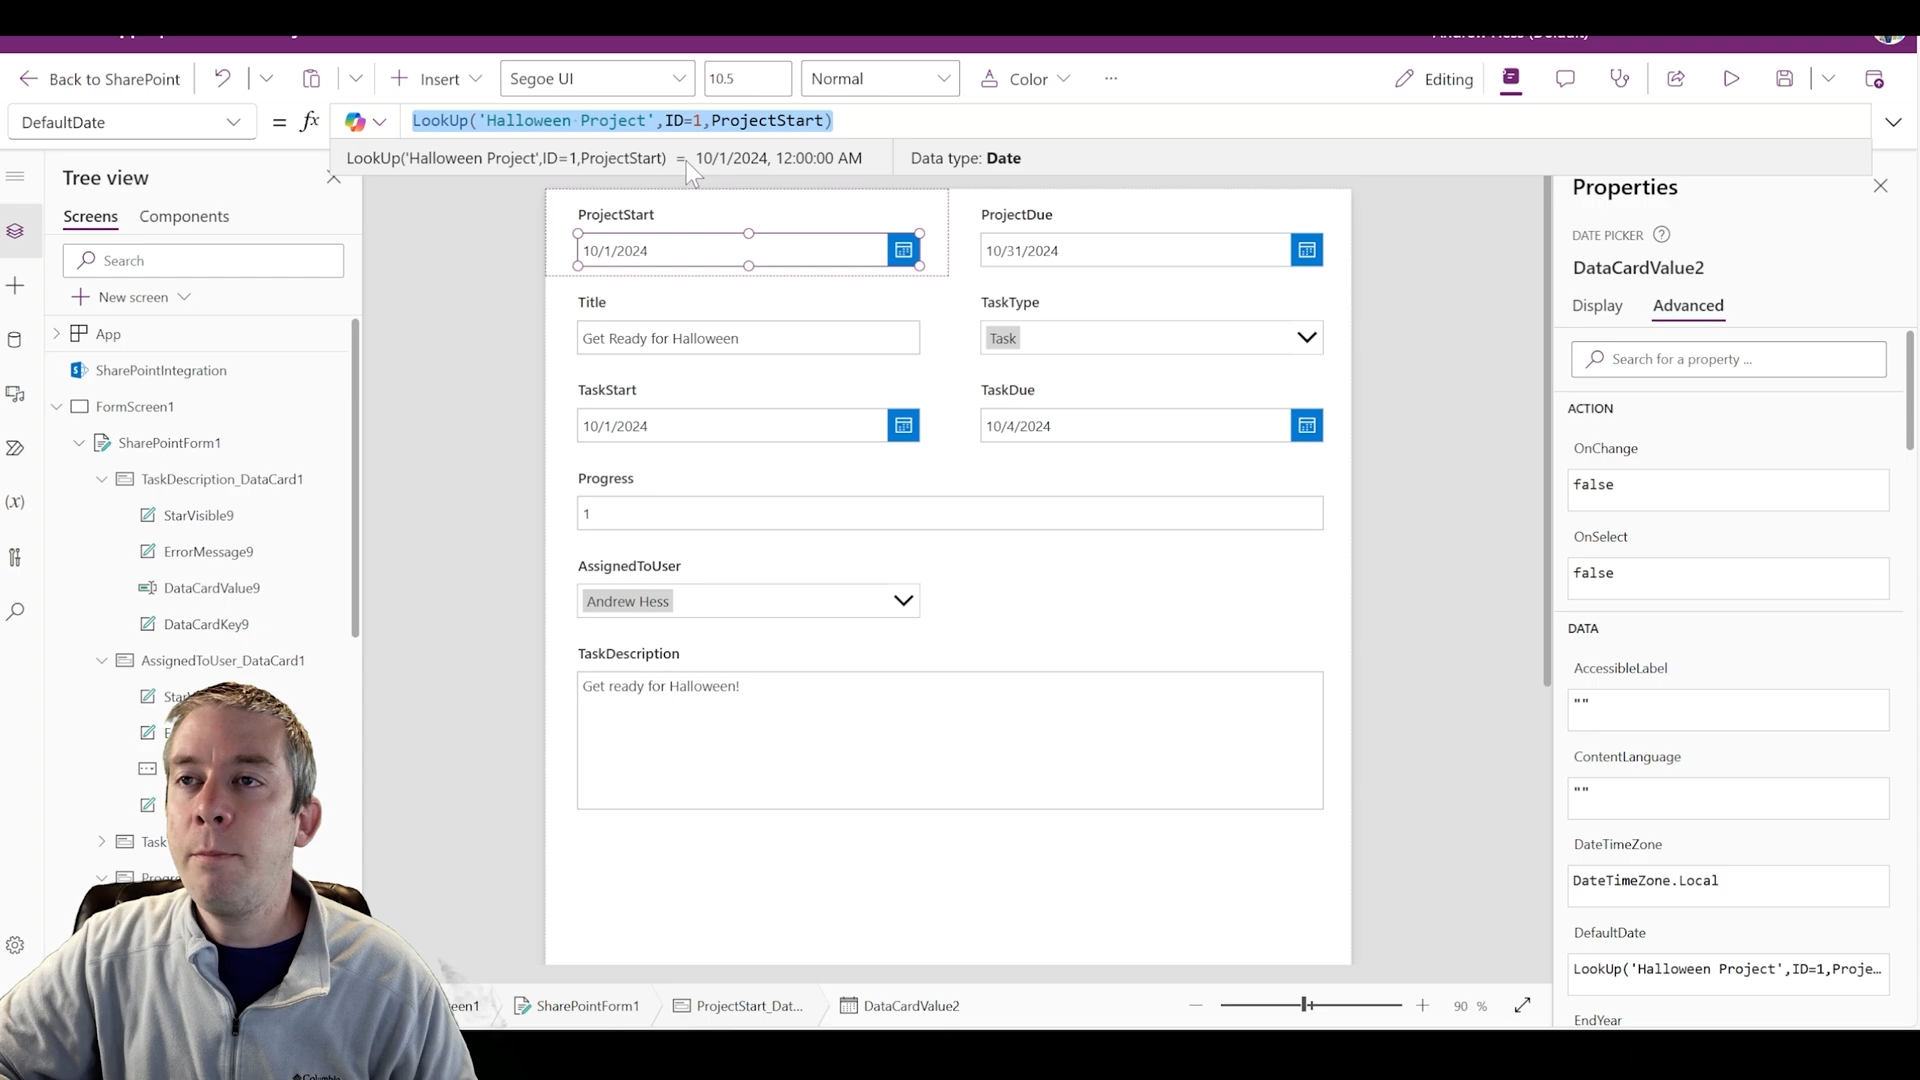 Back to SharePoint
Insert
Segoe UI
10.5
Normal
Color
...
Editing
DefaultDate
= fx
LookUp('Halloween Project',ID=1,ProjectStart)
LookUp('Halloween Project',ID=1,ProjectStart) = 10/1/2024, 12:00:00 AM
Data type: Date
Tree view
Screens
Components
Search
New screen
App
SharePointIntegration
FormScreen1
SharePointForm1
TaskDescription_DataCard1
StarVisible9
ErrorMessage9
DataCardValue9
DataCardKey9
AssignedToUser_DataCard1
ProjectStart
10/1/2024
ProjectDue
10/31/2024
Title
Get Ready for Halloween
TaskType
Task
TaskStart
10/1/2024
TaskDue
10/4/2024
Progress
1
AssignedToUser
Andrew Hess
TaskDescription
Get ready for Halloween!
SharePointForm1
ProjectStart_Dat...
DataCardValue2
90 %
Properties
DATE PICKER
DataCardValue2
Display
Advanced
Search for a property ...
ACTION
OnChange
false
OnSelect
false
DATA
AccessibleLabel
""
ContentLanguage
""
DateTimeZone
DateTimeZone.Local
DefaultDate
LookUp('Halloween Project',ID=1,Proje...
EndYear
Columbia